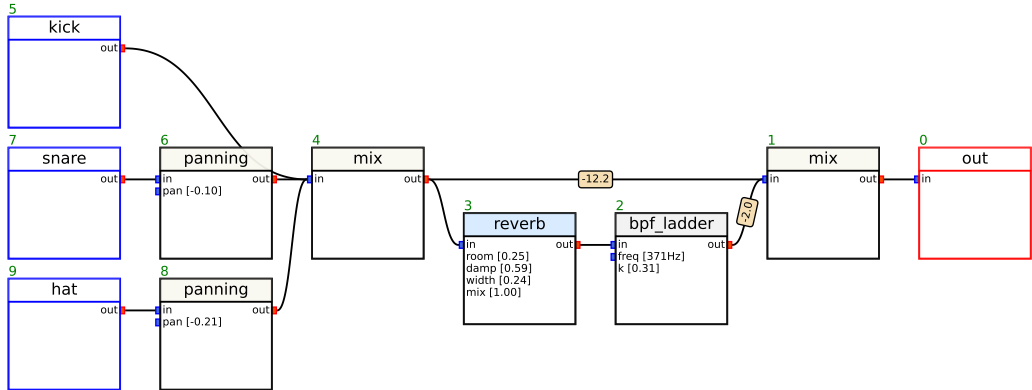 5
kick
out
7
snare
out
6
panning
in out
pan [-0.10]
4
mix
in out
-12.2
1
mix
in out
0
out
in
3
reverb
in out
room [0.25]
damp [0.59]
width [0.24]
mix [1.00]
2
bpf_ladder
in out
freq [371Hz]
k [0.31]
-2.0
9
hat
out
8
panning
in out
pan [-0.21]